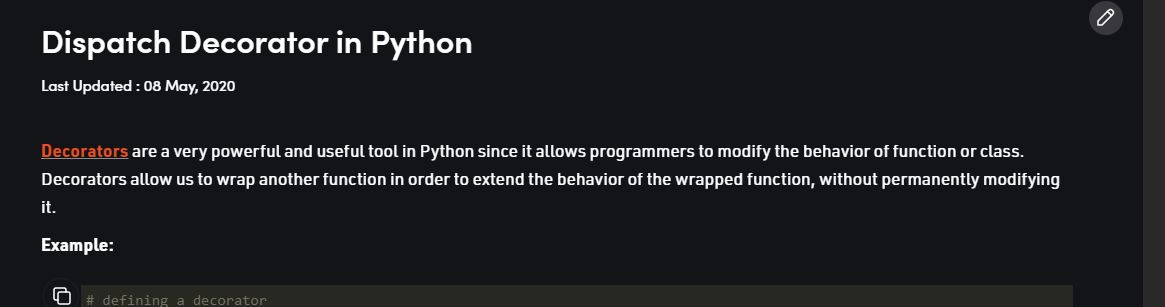 Dispatch Decorator in Python
Last Updated : 08 May, 2020
Decorators are a very powerful and useful tool in Python since it allows programmers to modify the behavior of function or class.
Decorators allow us to wrap another function in order to extend the behavior of the wrapped function, without permanently modifying
it.
Example:
# defining a decorator